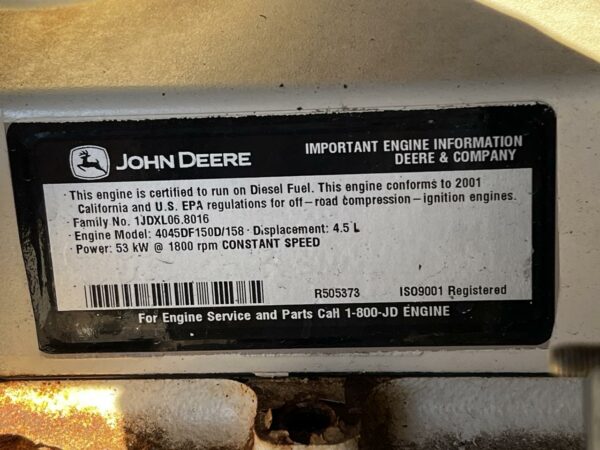 JOHN DEERE
IMPORTANT ENGINE INFORMATION
DEERE & COMPANY
· This engine is certified to run on Diesel Fuel. This engine conforms to 2001
California and U.S. EPA regulations for off-road compression-ignition engines.
· Family No. 1JDXL06.8016
· Engine Model: 4045DF150D/158 · Displacement: 4.5 L
· Power: 53 kW @ 1800 rpm CONSTANT SPEED
R505373
ISO9001 Registered
For Engine Service and Parts Call 1-800-JD ENGINE